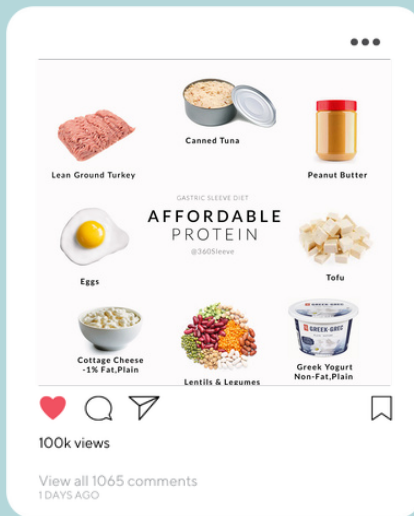 Canned Tuna
Lean Ground Turkey
Peanut Butter
GASTRIC SLEEVE DIET
AFFORDABLE
PROTEIN
@360Sleeve
Eggs
Tofu
GREEK-GREC
Cottage Cheese
-1% Fat,Plain
Lentils & Legumes
Greek Yogurt
Non-Fat,Plain
100k views
View all 1065 comments
1 DAYS AGO